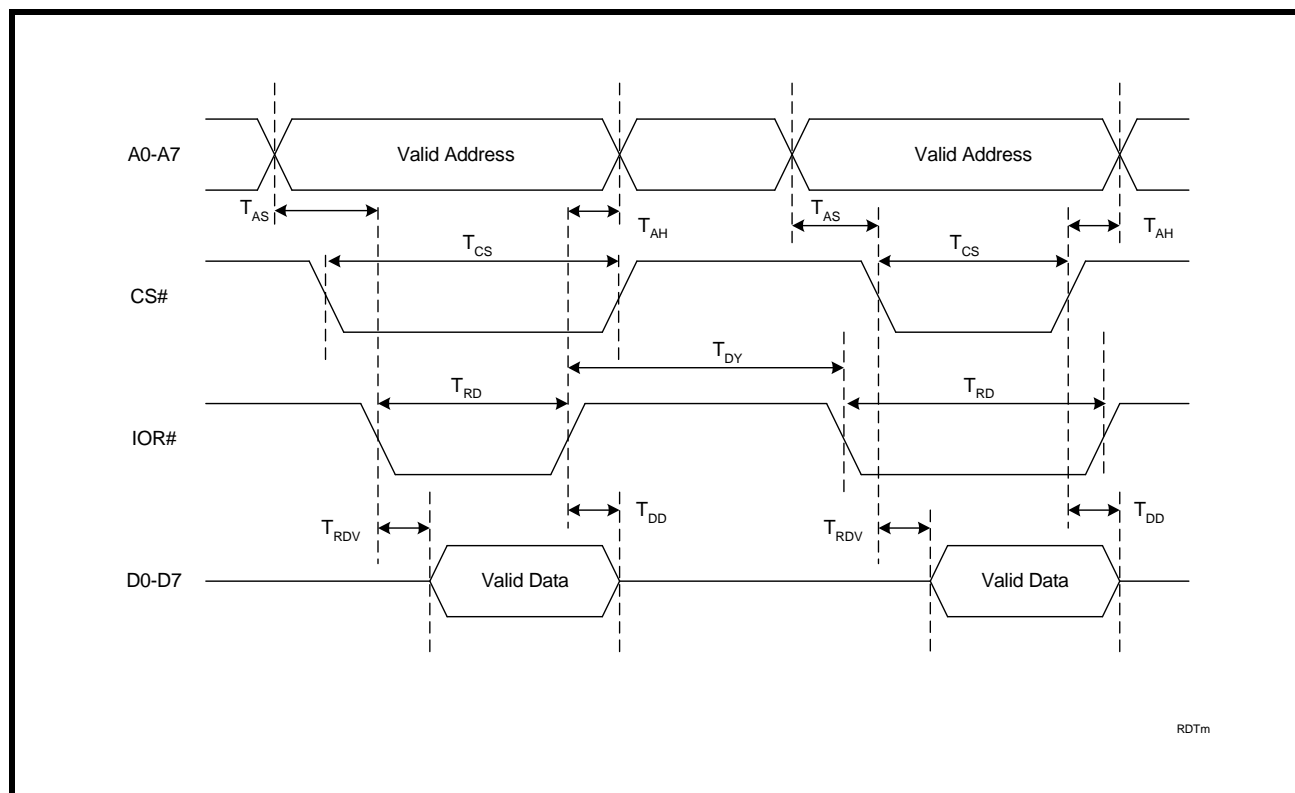 A0-A7
Valid Address
Valid Address
TAS
TAH
TAS
TAH
TCS
TCS
CS#
TDY
TRD
TRD
IOR#
TRDV
TDD
TRDV
TDD
D0-D7
Valid Data
Valid Data
RDTm